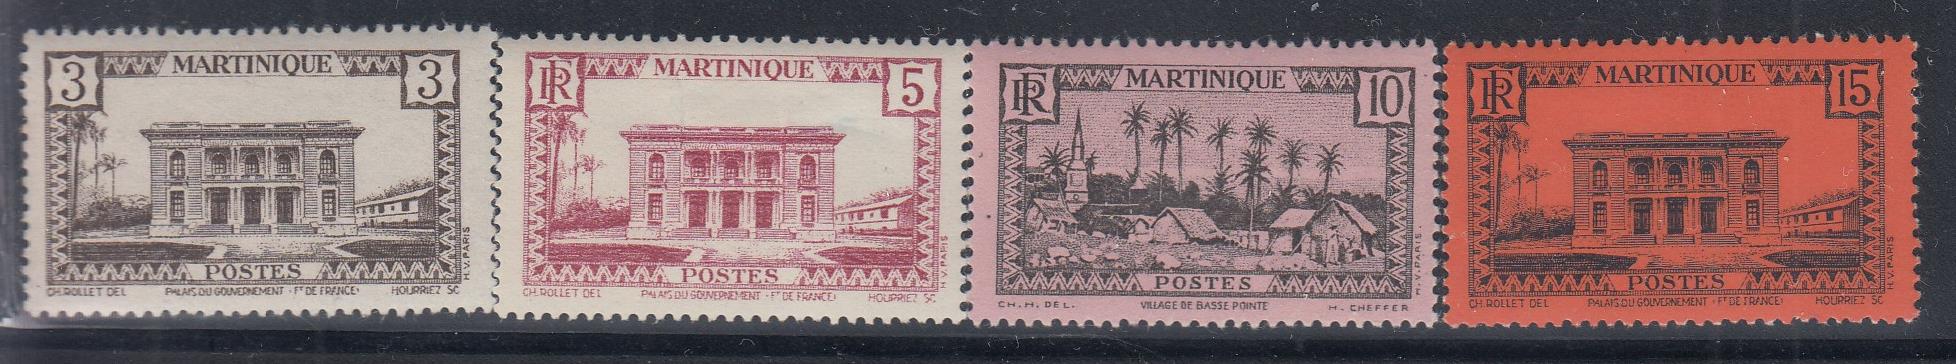 3 MARTINIQUE 3
POSTES
CH.ROLLET DEL PALAIS DU GOUVERNEMENT (FT DE FRANCE) HOURRIEZ SC
H.V.PARIS
RF MARTINIQUE 5
POSTES
CH.ROLLET DEL PALAIS DU GOUVERNEMENT (FT DE FRANCE) HOURRIEZ SC
H.V.PARIS
RF MARTINIQUE 10
POSTES
CH.H. DEL. VILLAGE DE BASSE POINTE H. CHEFFER
H.V.PARIS
RF MARTINIQUE 15
POSTES
CH.ROLLET DEL PALAIS DU GOUVERNEMENT (FT DE FRANCE) HOURRIEZ SC
H.V.PARIS